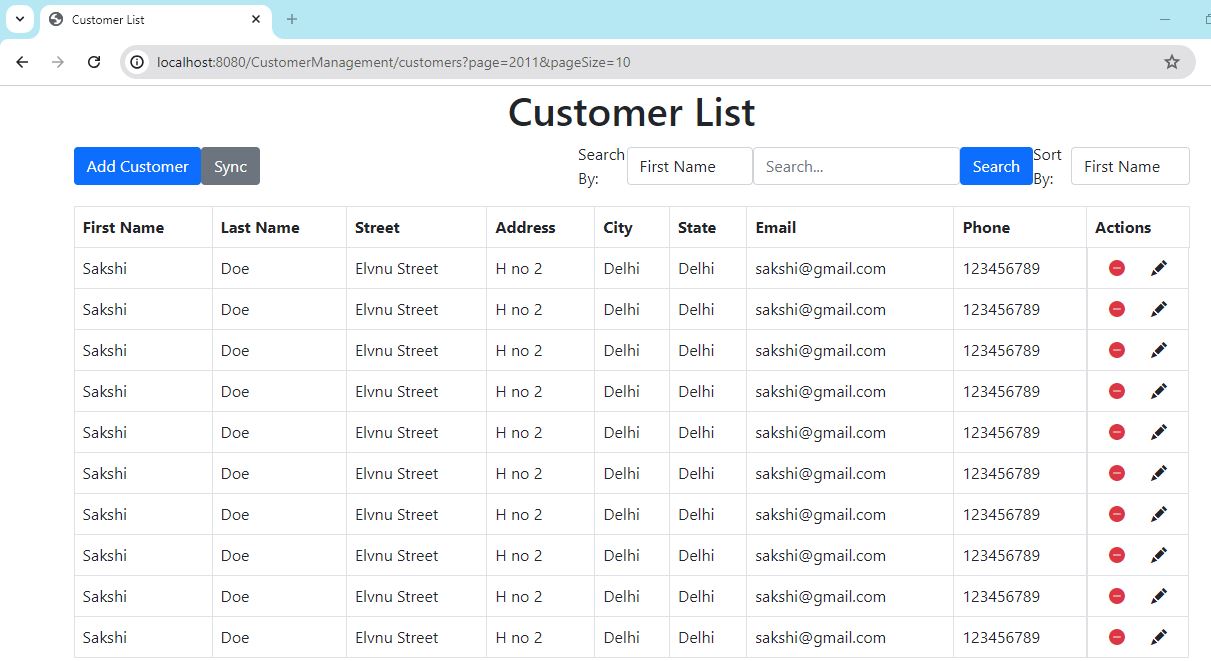 Customer List
localhost:8080/CustomerManagement/customers?page=2011&pageSize=10
Customer List
Add Customer Sync Search By: First Name Search... Search Sort By: First Name
First Name Last Name Street Address City State Email Phone Actions
Sakshi Doe Elvnu Street H no 2 Delhi Delhi sakshi@gmail.com 123456789
Sakshi Doe Elvnu Street H no 2 Delhi Delhi sakshi@gmail.com 123456789
Sakshi Doe Elvnu Street H no 2 Delhi Delhi sakshi@gmail.com 123456789
Sakshi Doe Elvnu Street H no 2 Delhi Delhi sakshi@gmail.com 123456789
Sakshi Doe Elvnu Street H no 2 Delhi Delhi sakshi@gmail.com 123456789
Sakshi Doe Elvnu Street H no 2 Delhi Delhi sakshi@gmail.com 123456789
Sakshi Doe Elvnu Street H no 2 Delhi Delhi sakshi@gmail.com 123456789
Sakshi Doe Elvnu Street H no 2 Delhi Delhi sakshi@gmail.com 123456789
Sakshi Doe Elvnu Street H no 2 Delhi Delhi sakshi@gmail.com 123456789
Sakshi Doe Elvnu Street H no 2 Delhi Delhi sakshi@gmail.com 123456789